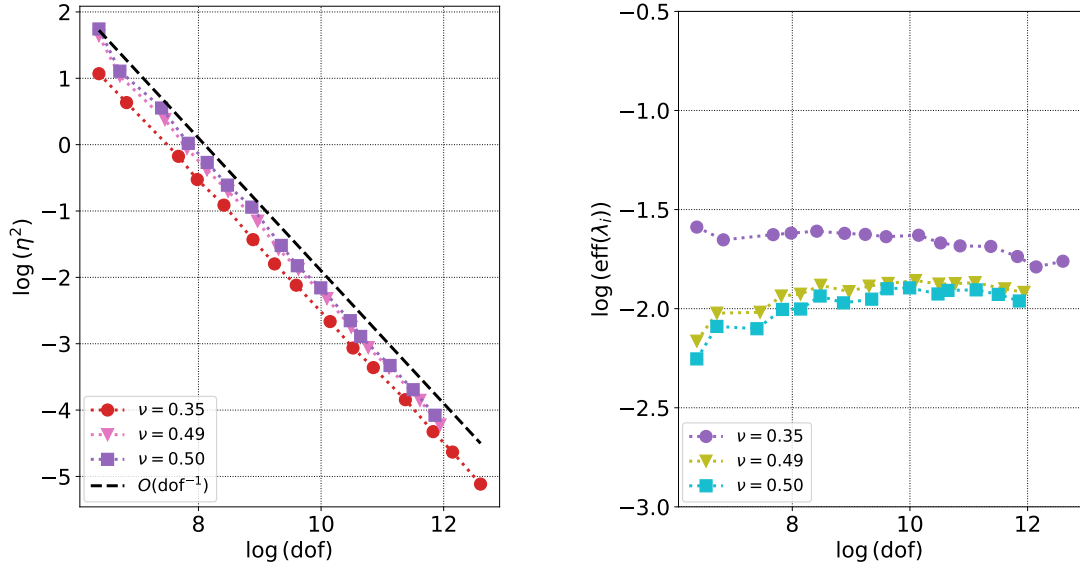 2
1
0
−1
−2
−3
−4
−5
log (η²)
8
10
12
log (dof)
ν = 0.35
ν = 0.49
ν = 0.50
O(dof⁻¹)
−0.5
−1.0
−1.5
−2.0
−2.5
−3.0
log (eff(λᵢ))
8
10
12
log (dof)
ν = 0.35
ν = 0.49
ν = 0.50